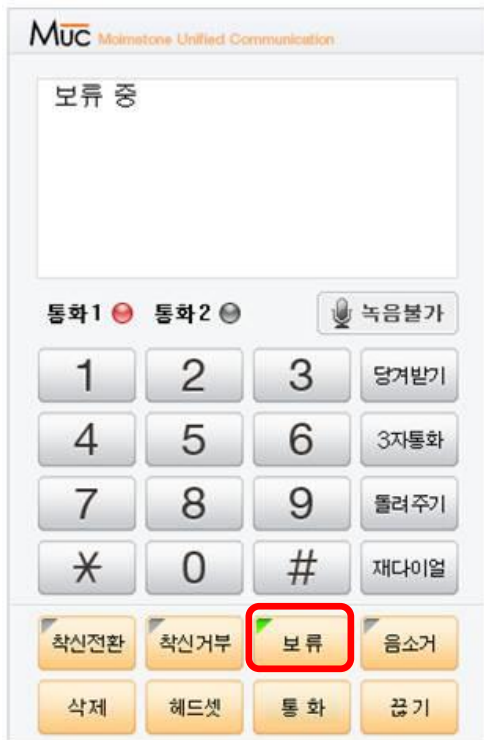 MUC Moimstone Unified Communication
보류 중
통화1 통화2 녹음불가
1 2 3 당겨받기
4 5 6 3자통화
7 8 9 돌려주기
* 0 # 재다이얼
착신전환 착신거부 보류 음소거
삭제 헤드셋 통화 끊기